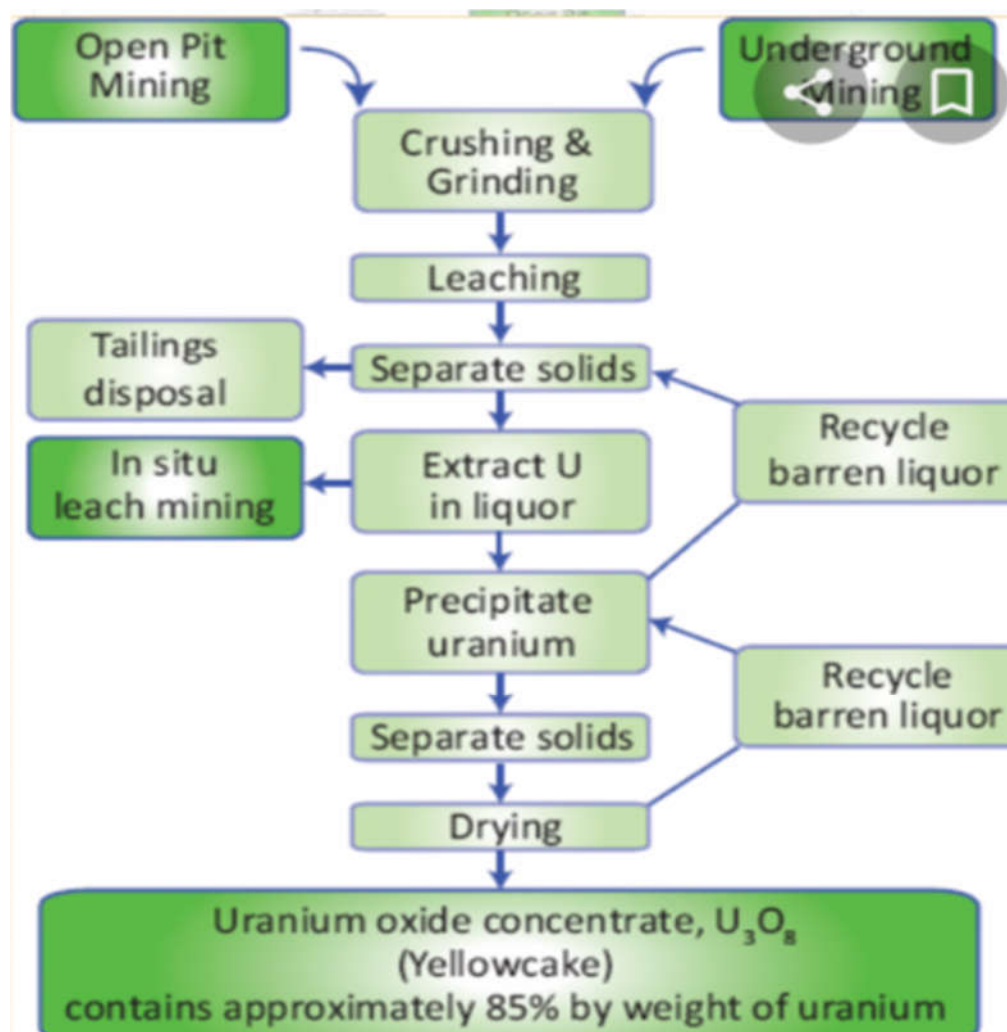 Open Pit
Mining
Underground
Mining
Crushing &
Grinding
Leaching
Separate solids
Tailings
disposal
Recycle
barren liquor
Extract U
in liquor
In situ
leach mining
Precipitate
uranium
Recycle
barren liquor
Separate solids
Drying
Uranium oxide concentrate, U₃O₈
(Yellowcake)
contains approximately 85% by weight of uranium